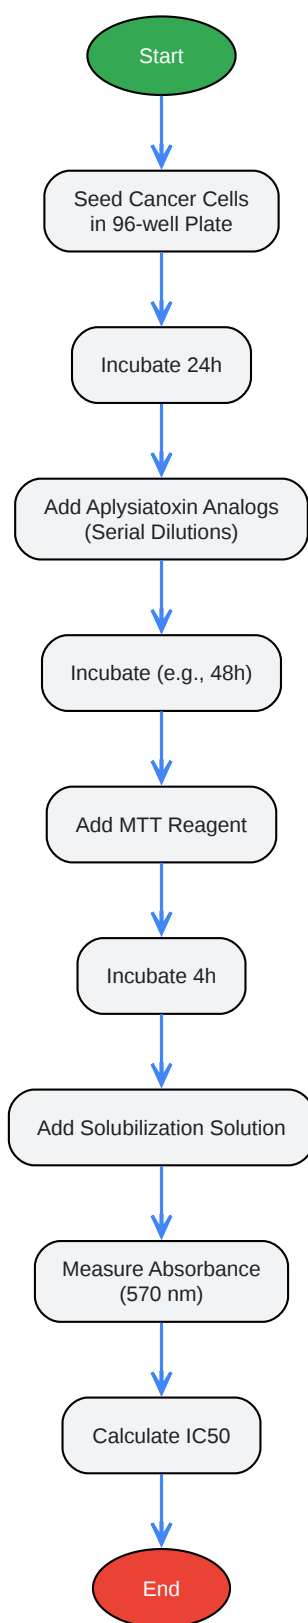 Start
Seed Cancer Cells
in 96-well Plate
Incubate 24h
Add Aplysiatoxin Analogs
(Serial Dilutions)
Incubate (e.g., 48h)
Add MTT Reagent
Incubate 4h
Add Solubilization Solution
Measure Absorbance
(570 nm)
Calculate IC50
End